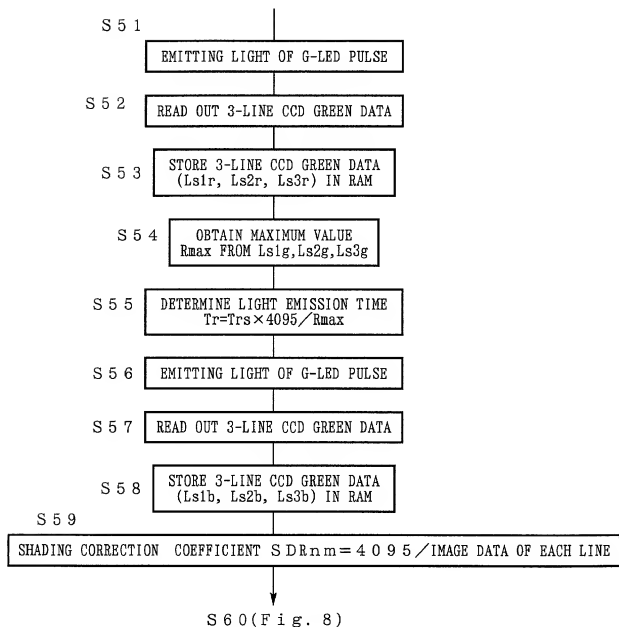 S51
EMITTING LIGHT OF G-LED PULSE
S52
READ OUT 3-LINE CCD GREEN DATA
S53
STORE 3-LINE CCD GREEN DATA
(Ls1r, Ls2r, Ls3r) IN RAM
S54
OBTAIN MAXIMUM VALUE
Rmax FROM Ls1g,Ls2g,Ls3g
S55
DETERMINE LIGHT EMISSION TIME
Tr=Trs×4095/Rmax
S56
EMITTING LIGHT OF G-LED PULSE
S57
READ OUT 3-LINE CCD GREEN DATA
S58
STORE 3-LINE CCD GREEN DATA
(Ls1b, Ls2b, Ls3b) IN RAM
S59
SHADING CORRECTION COEFFICIENT SDRnm=4095/IMAGE DATA OF EACH LINE
S60(Fig. 8)